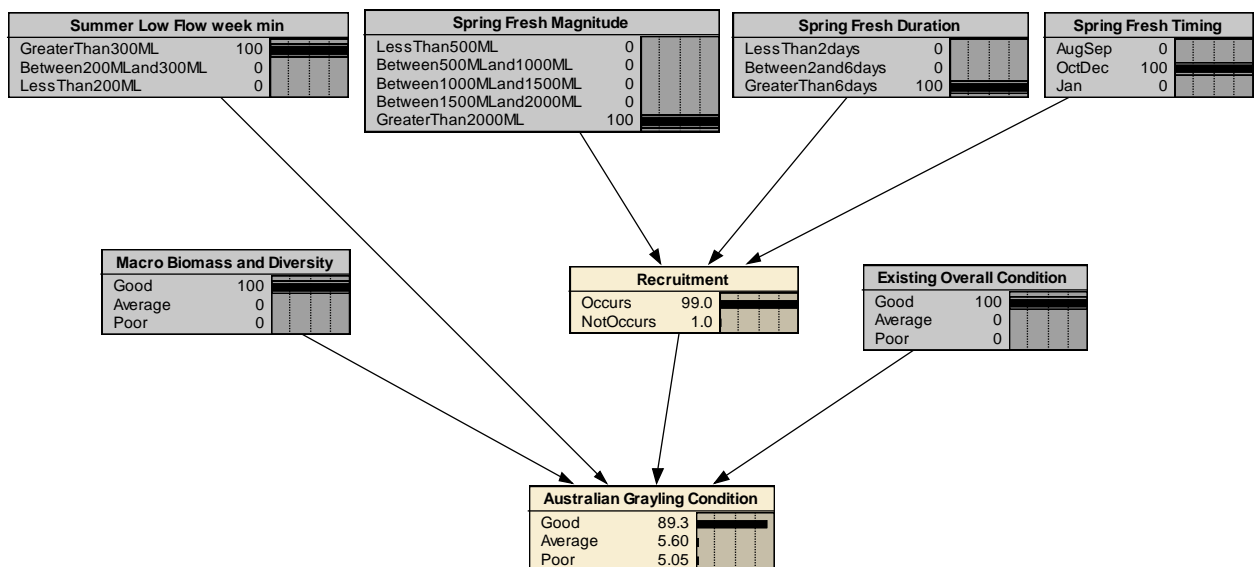 Summer Low Flow week min
GreaterThan300ML 100
Between200MLand300ML 0
LessThan200ML 0
Spring Fresh Magnitude
LessThan500ML 0
Between500MLand1000ML 0
Between1000MLand1500ML 0
Between1500MLand2000ML 0
GreaterThan2000ML 100
Spring Fresh Duration
LessThan2days 0
Between2and6days 0
GreaterThan6days 100
Spring Fresh Timing
AugSep 0
OctDec 100
Jan 0
Macro Biomass and Diversity
Good 100
Average 0
Poor 0
Recruitment
Occurs 99.0
NotOccurs 1.0
Existing Overall Condition
Good 100
Average 0
Poor 0
Australian Grayling Condition
Good 89.3
Average 5.60
Poor 5.05